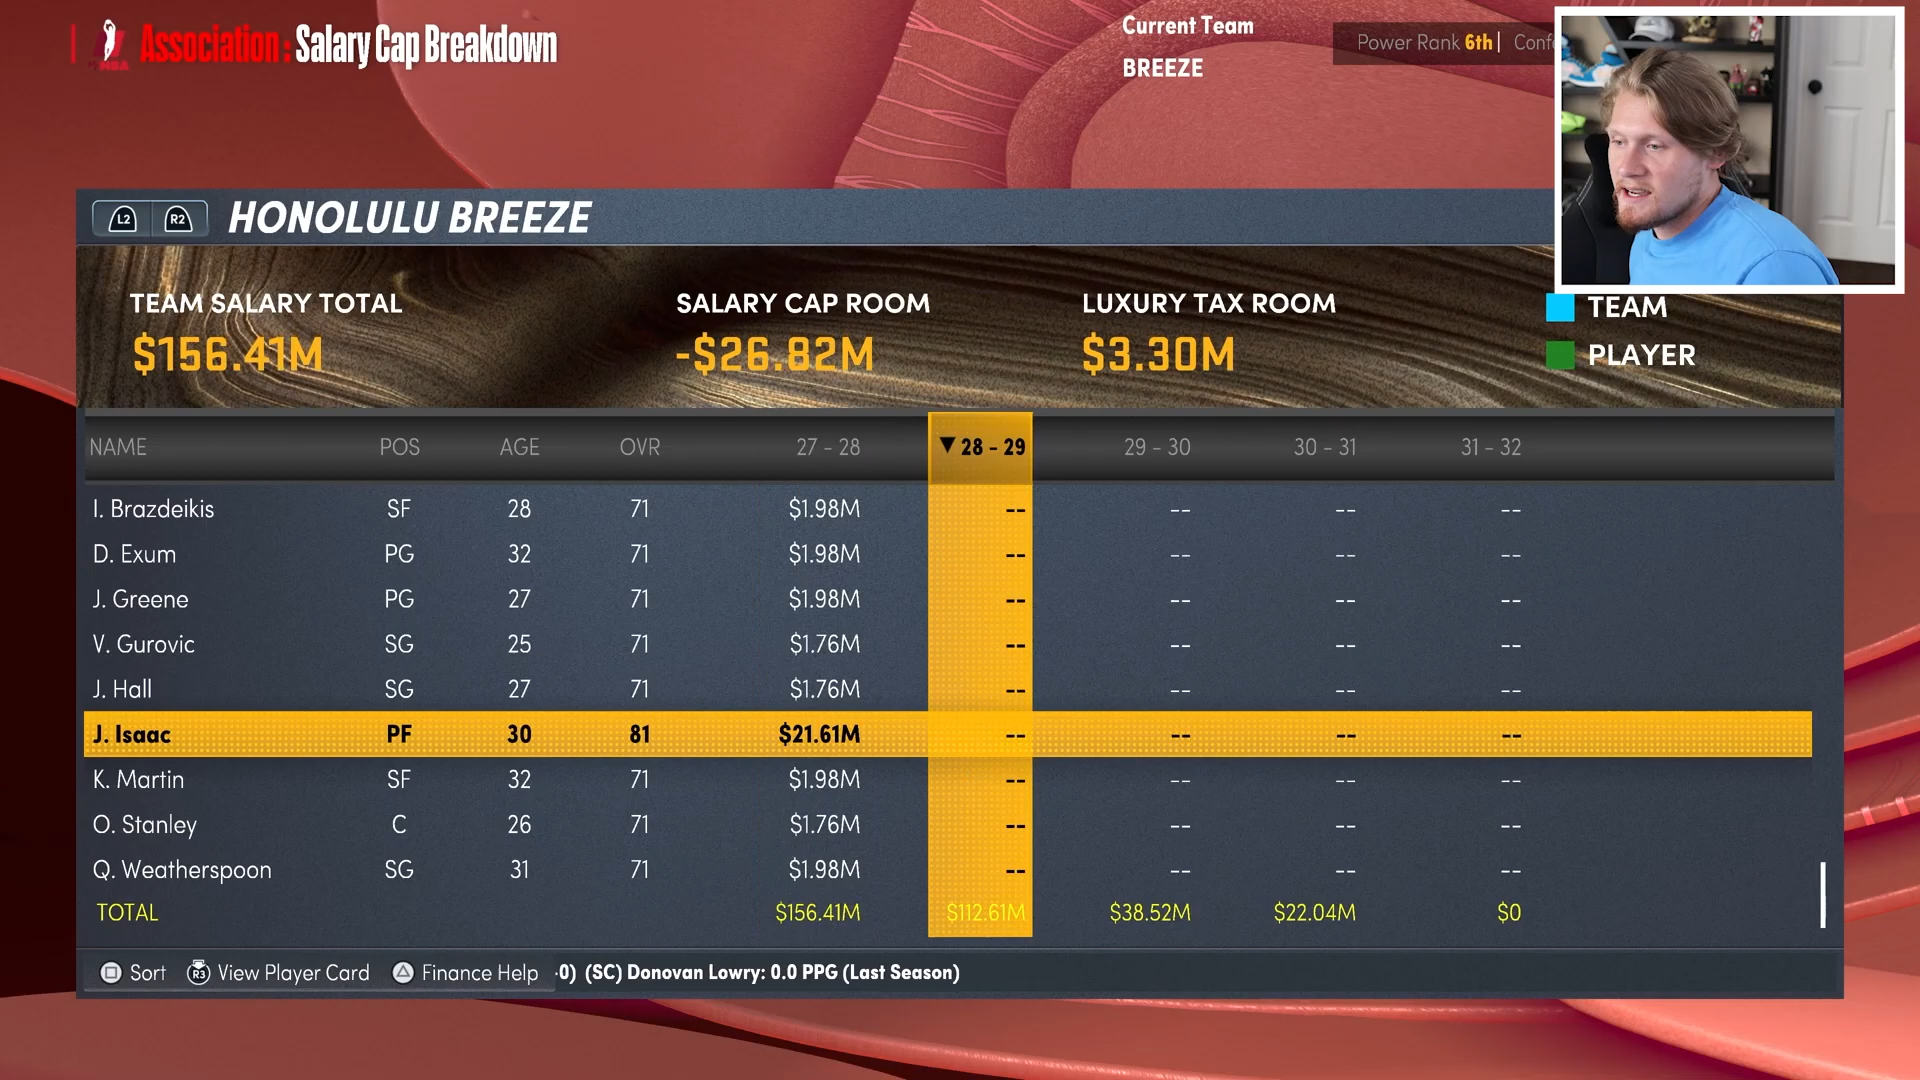 Association : Salary Cap Breakdown
Current Team
BREEZE
Power Rank 6th |
L2 R2 HONOLULU BREEZE
TEAM SALARY TOTAL SALARY CAP ROOM LUXURY TAX ROOM TEAM
$156.41M -$26.82M $3.30M PLAYER
NAME POS AGE OVR 27 - 28 ▼ 28 - 29 29 - 30 30 - 31 31 - 32
I. Brazdeikis SF 28 71 $1.98M -- -- -- --
D. Exum PG 32 71 $1.98M -- -- -- --
J. Greene PG 27 71 $1.98M -- -- -- --
V. Gurovic SG 25 71 $1.76M -- -- -- --
J. Hall SG 27 71 $1.76M -- -- -- --
J. Isaac PF 30 81 $21.61M -- -- -- --
K. Martin SF 32 71 $1.98M -- -- -- --
O. Stanley C 26 71 $1.76M -- -- -- --
Q. Weatherspoon SG 31 71 $1.98M -- -- -- --
TOTAL $156.41M $112.61M $38.52M $22.04M $0
Sort R3 View Player Card Finance Help -0) (SC) Donovan Lowry: 0.0 PPG (Last Season)